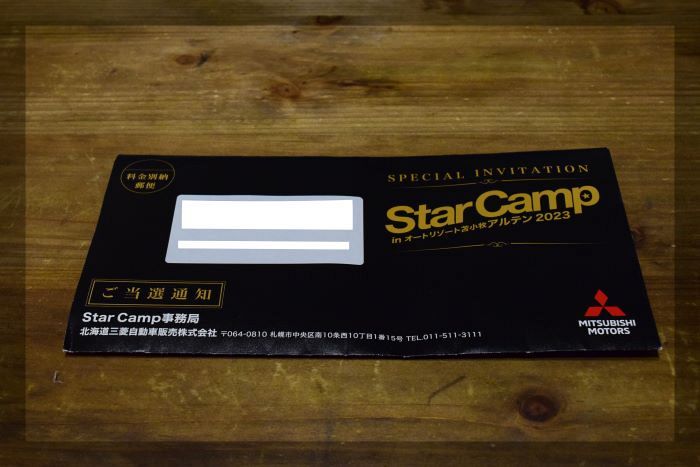 料金別納
郵便
SPECIAL INVITATION
Star Camp
in オートリゾート苫小牧アルテン 2023
ご当選通知
Star Camp事務局
北海道三菱自動車販売株式会社 〒064-0810 札幌市中央区南10条西10丁目1番15号 TEL.011-511-3111
MITSUBISHI
MOTORS